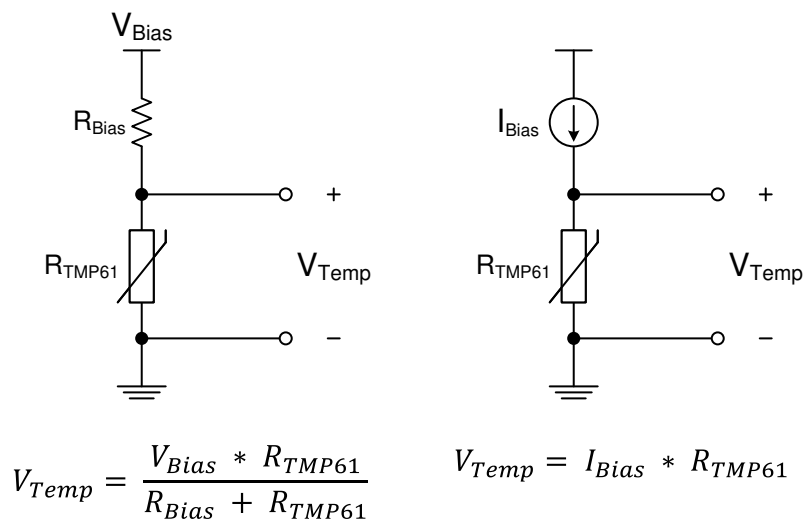 V_Bias
R_Bias
I_Bias
+
+
R_TMP61
V_Temp
R_TMP61
V_Temp
−
−
V_Temp = (V_Bias * R_TMP61) / (R_Bias + R_TMP61)
V_Temp = I_Bias * R_TMP61